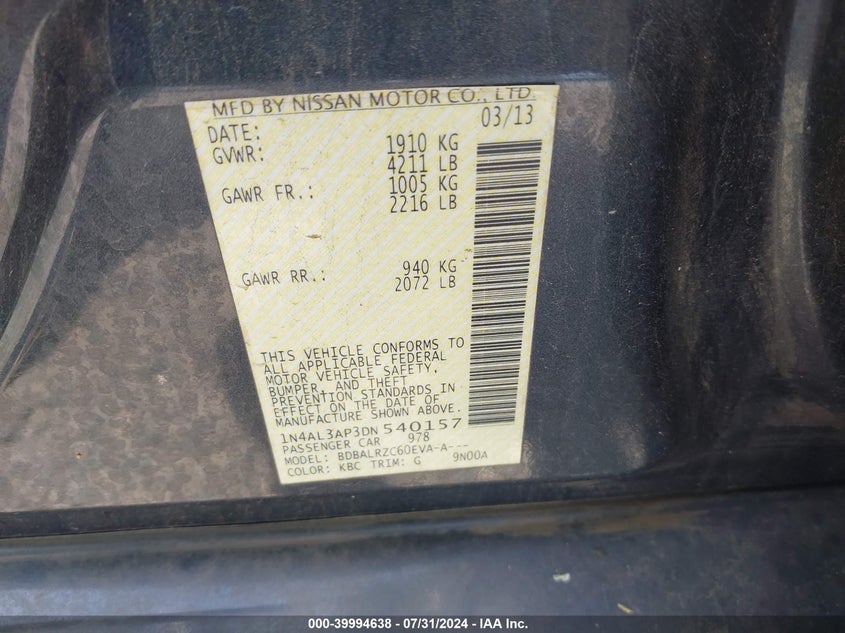 MFD BY NISSAN MOTOR CO., LTD.
DATE: 03/13
GVWR: 1910 KG
4211 LB
GAWR FR.: 1005 KG
2216 LB
GAWR RR.: 940 KG
2072 LB
THIS VEHICLE CONFORMS TO
ALL APPLICABLE FEDERAL
MOTOR VEHICLE SAFETY,
BUMPER, AND THEFT
PREVENTION STANDARDS IN
EFFECT ON THE DATE OF
MANUFACTURE SHOWN ABOVE.
1N4AL3AP3DN 540157
PASSENGER CAR 978
MODEL: BDBALRZC60EVA-A---
COLOR: KBC TRIM: G 9N00A
000-39994638 - 07/31/2024 - IAA Inc.